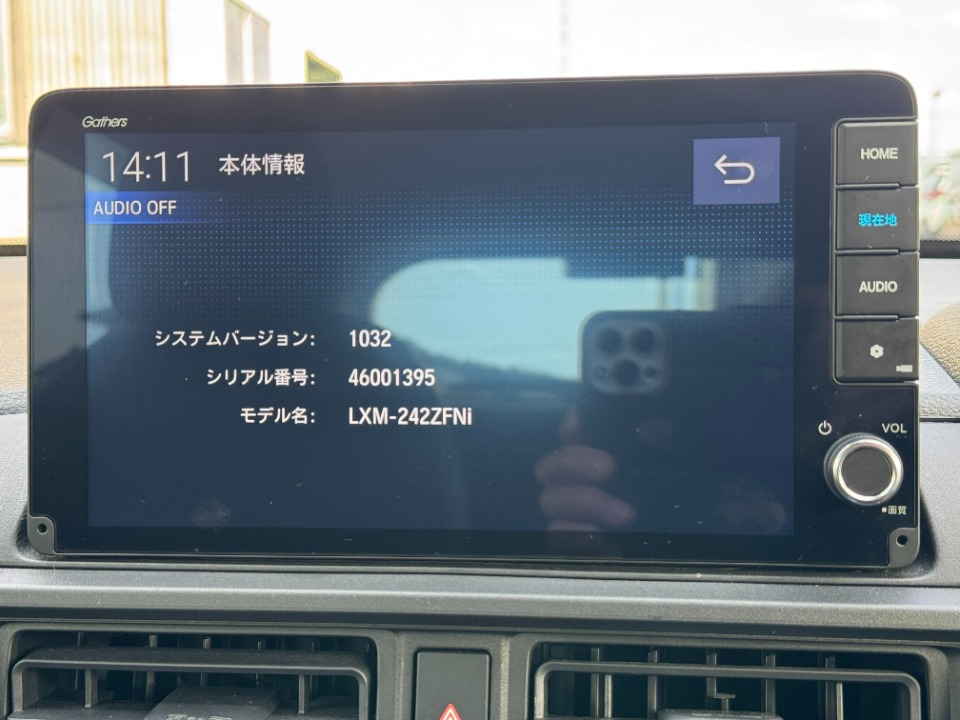 Gathers
14:11 本体情報
AUDIO OFF
システムバージョン: 1032
シリアル番号: 46001395
モデル名: LXM-242ZFNi
HOME
現在地
AUDIO
VOL
画質